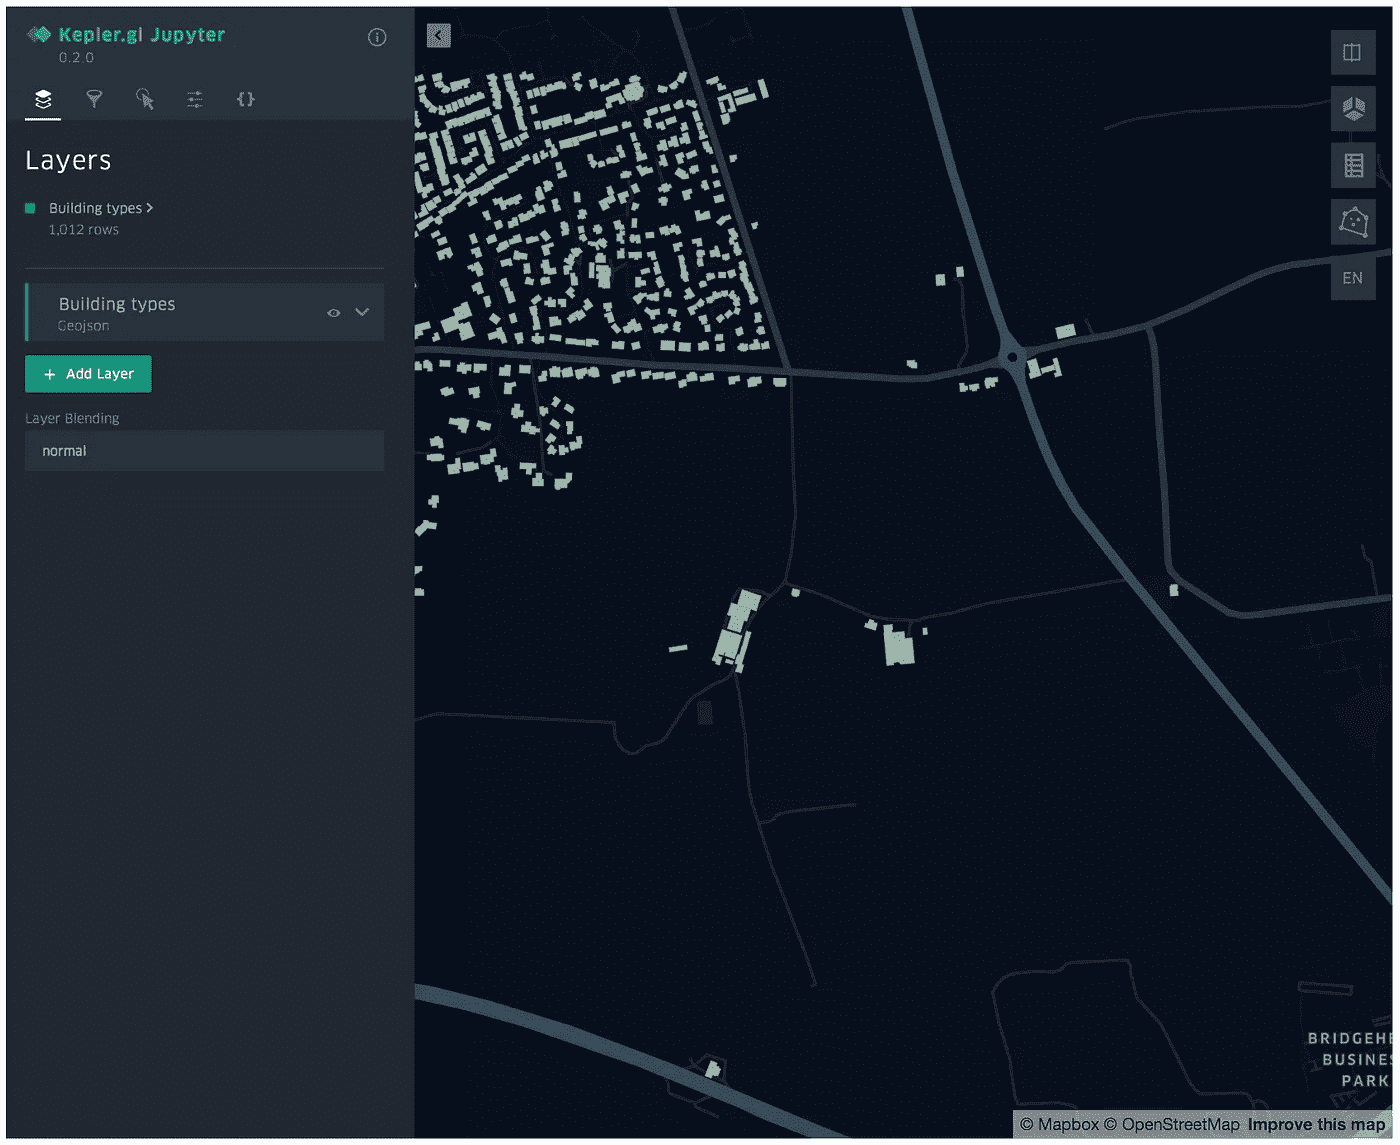 Kepler.gl Jupyter
0.2.0
Layers
Building types
1,012 rows
Building types
Geojson
+ Add Layer
Layer Blending
normal
EN
BRIDGEHE
BUSINES
PARK
© Mapbox © OpenStreetMap Improve this map